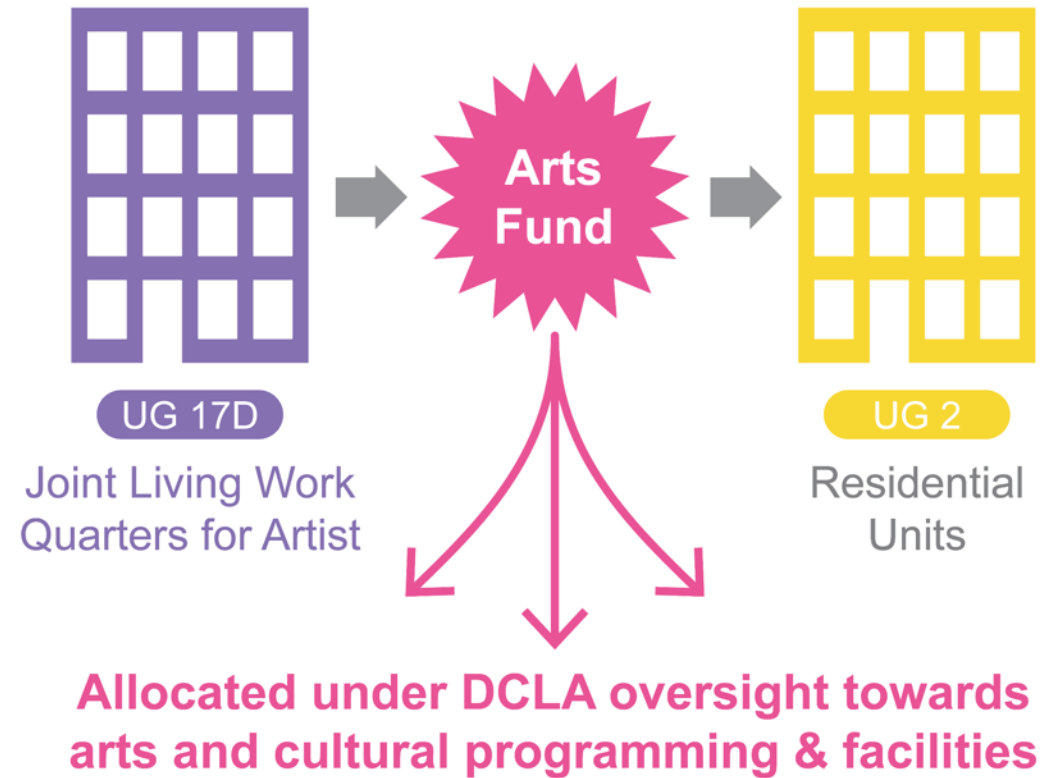 Arts
Fund
UG 17D
Joint Living Work
Quarters for Artist
UG 2
Residential
Units
Allocated under DCLA oversight towards
arts and cultural programming & facilities